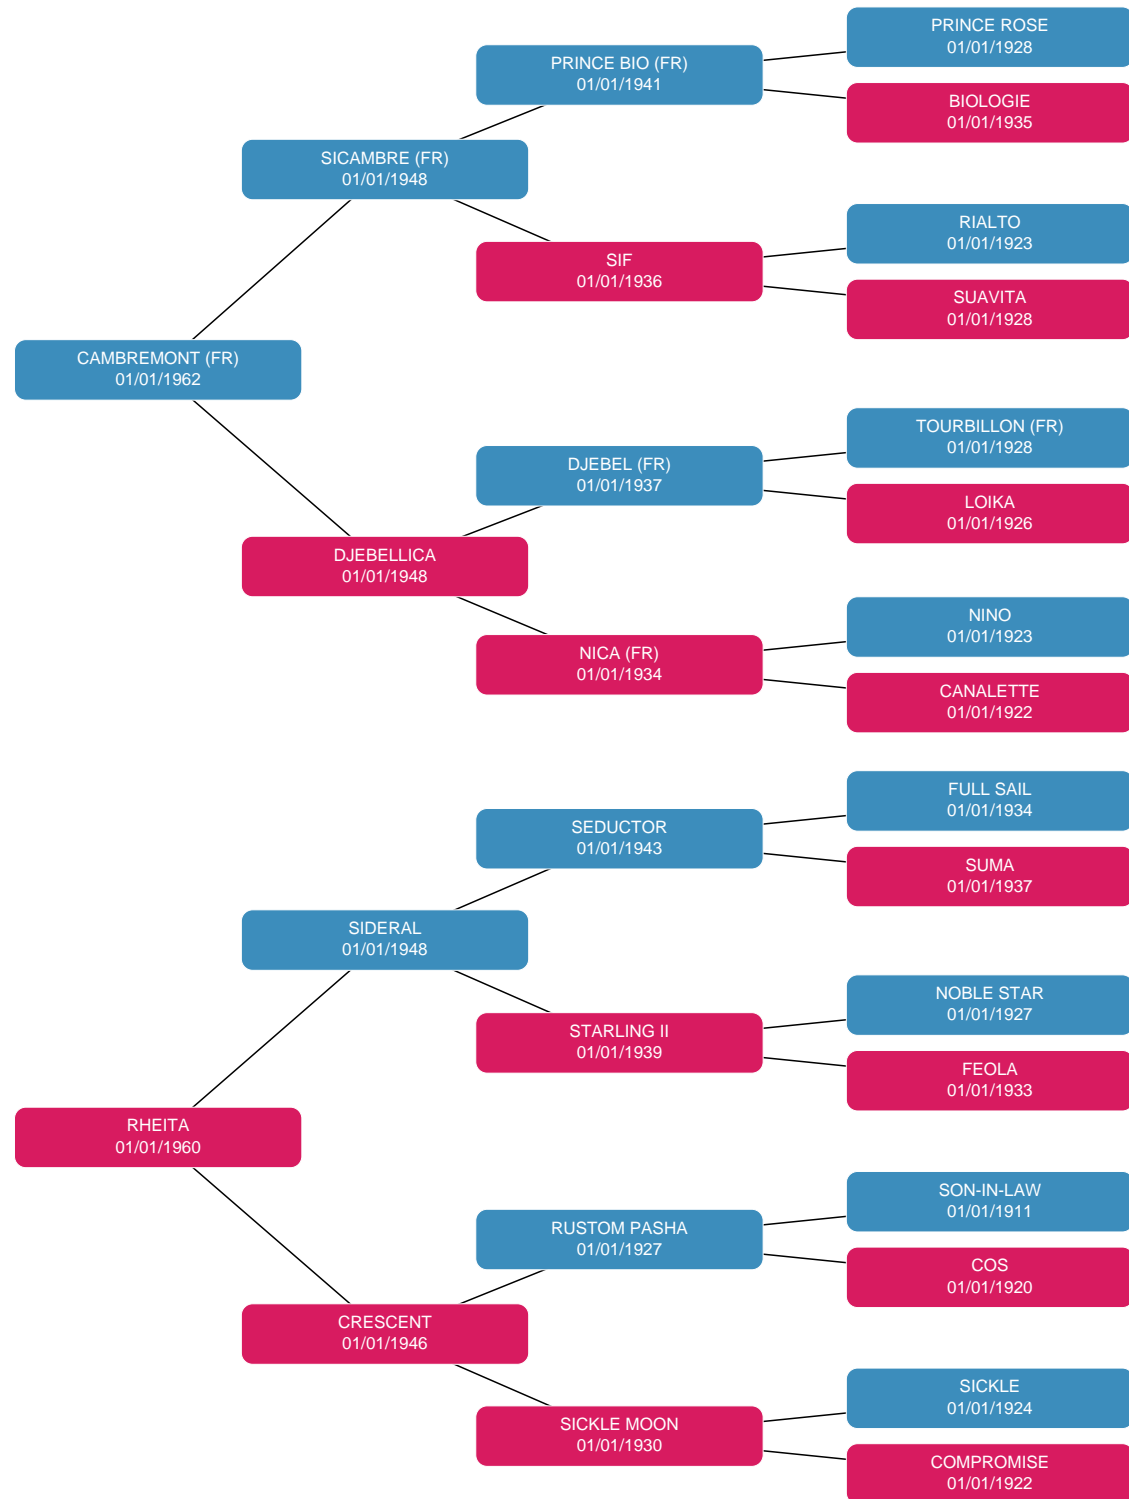 PRINCE ROSE
01/01/1928
PRINCE BIO (FR)
01/01/1941
BIOLOGIE
01/01/1935
SICAMBRE (FR)
01/01/1948
RIALTO
01/01/1923
SIF
01/01/1936
SUAVITA
01/01/1928
CAMBREMONT (FR)
01/01/1962
TOURBILLON (FR)
01/01/1928
DJEBEL (FR)
01/01/1937
LOIKA
01/01/1926
DJEBELLICA
01/01/1948
NINO
01/01/1923
NICA (FR)
01/01/1934
CANALETTE
01/01/1922
FULL SAIL
01/01/1934
SEDUCTOR
01/01/1943
SUMA
01/01/1937
SIDERAL
01/01/1948
NOBLE STAR
01/01/1927
STARLING II
01/01/1939
FEOLA
01/01/1933
RHEITA
01/01/1960
SON-IN-LAW
01/01/1911
RUSTOM PASHA
01/01/1927
COS
01/01/1920
CRESCENT
01/01/1946
SICKLE
01/01/1924
SICKLE MOON
01/01/1930
COMPROMISE
01/01/1922